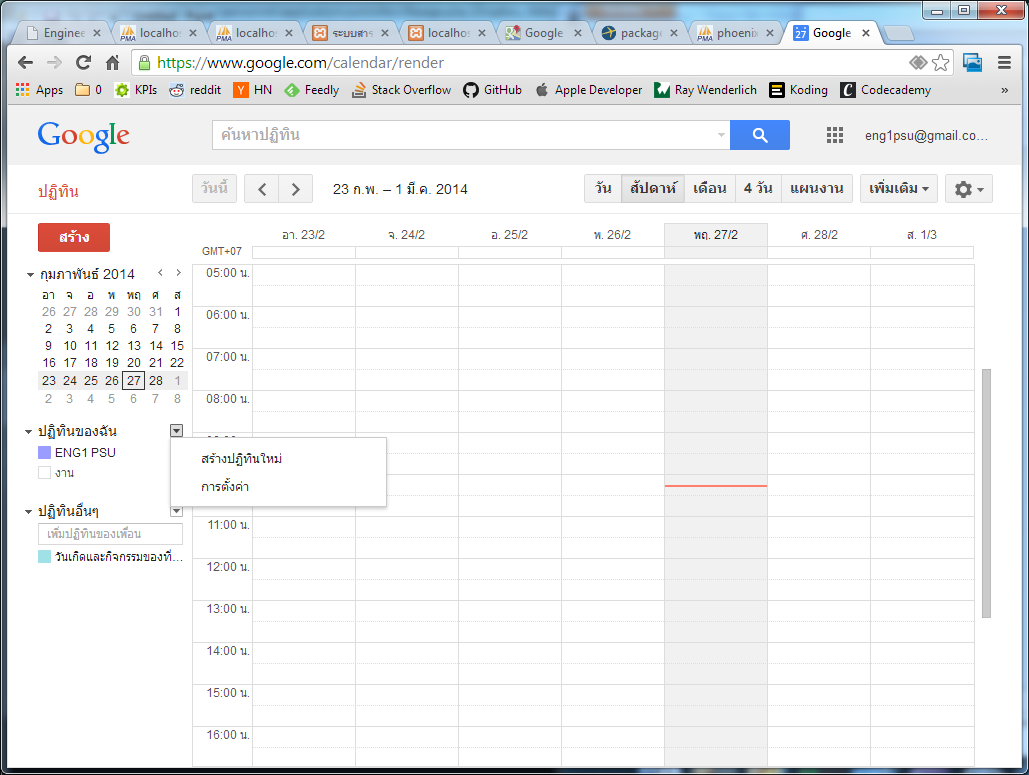 Enginee
localhos
localhos
ระบบสาร
localhos
Google
package
phoenix
27
Google
https://www.google.com/calendar/render
Apps
0
KPIs
reddit
Y HN
Feedly
Stack Overflow
GitHub
Apple Developer
Ray Wenderlich
Koding
Codecademy
»
Google
ค้นหาปฏิทิน
eng1psu@gmail.co...
ปฏิทิน
วันนี้
23 ก.พ. – 1 มี.ค. 2014
วัน
สัปดาห์
เดือน
4 วัน
แผนงาน
เพิ่มเติม
สร้าง
กุมภาพันธ์ 2014
อา จ อ พ พฤ ศ ส
26 27 28 29 30 31 1
2 3 4 5 6 7 8
9 10 11 12 13 14 15
16 17 18 19 20 21 22
23 24 25 26 27 28 1
2 3 4 5 6 7 8
ปฏิทินของฉัน
ENG1 PSU
งาน
สร้างปฏิทินใหม่
การตั้งค่า
ปฏิทินอื่นๆ
เพิ่มปฏิทินของเพื่อน
วันเกิดและกิจกรรมของที่...
อา. 23/2
จ. 24/2
อ. 25/2
พ. 26/2
พฤ. 27/2
ศ. 28/2
ส. 1/3
GMT+07
05:00 น.
06:00 น.
07:00 น.
08:00 น.
11:00 น.
12:00 น.
13:00 น.
14:00 น.
15:00 น.
16:00 น.